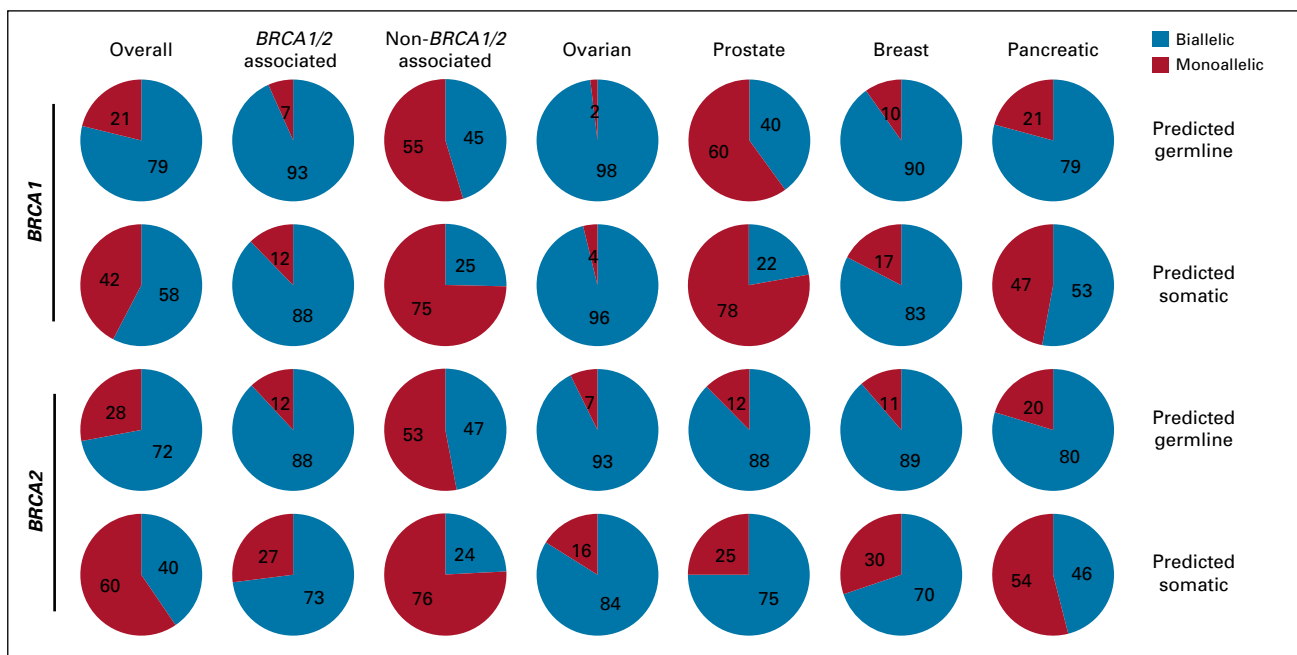 Overall
BRCA1/2
associated
Non-BRCA1/2
associated
Ovarian
Prostate
Breast
Pancreatic
Biallelic
Monoallelic
BRCA1
21
79
7
93
55
45
2
98
60
40
10
90
21
79
Predicted
germline
42
58
12
88
75
25
4
96
78
22
17
83
47
53
Predicted
somatic
BRCA2
28
72
12
88
53
47
7
93
12
88
11
89
20
80
Predicted
germline
60
40
27
73
76
24
16
84
25
75
30
70
54
46
Predicted
somatic